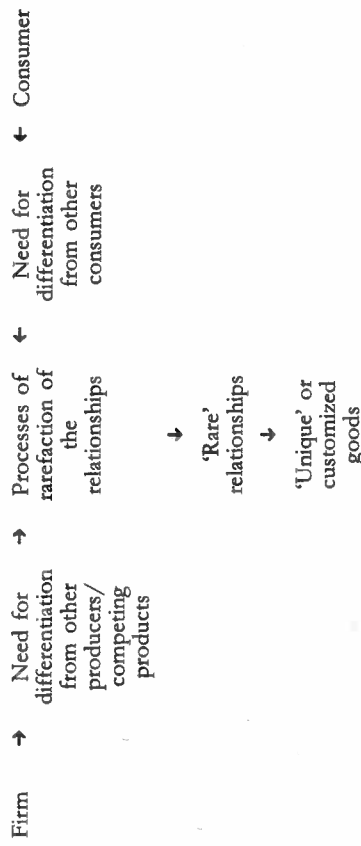 Firm → Need for differentiation from other producers/ competing products → Processes of rarefaction of the relationships ← Need for differentiation from other consumers ← Consumer
↓
‘Rare’
relationships
↓
‘Unique’ or
customized
goods